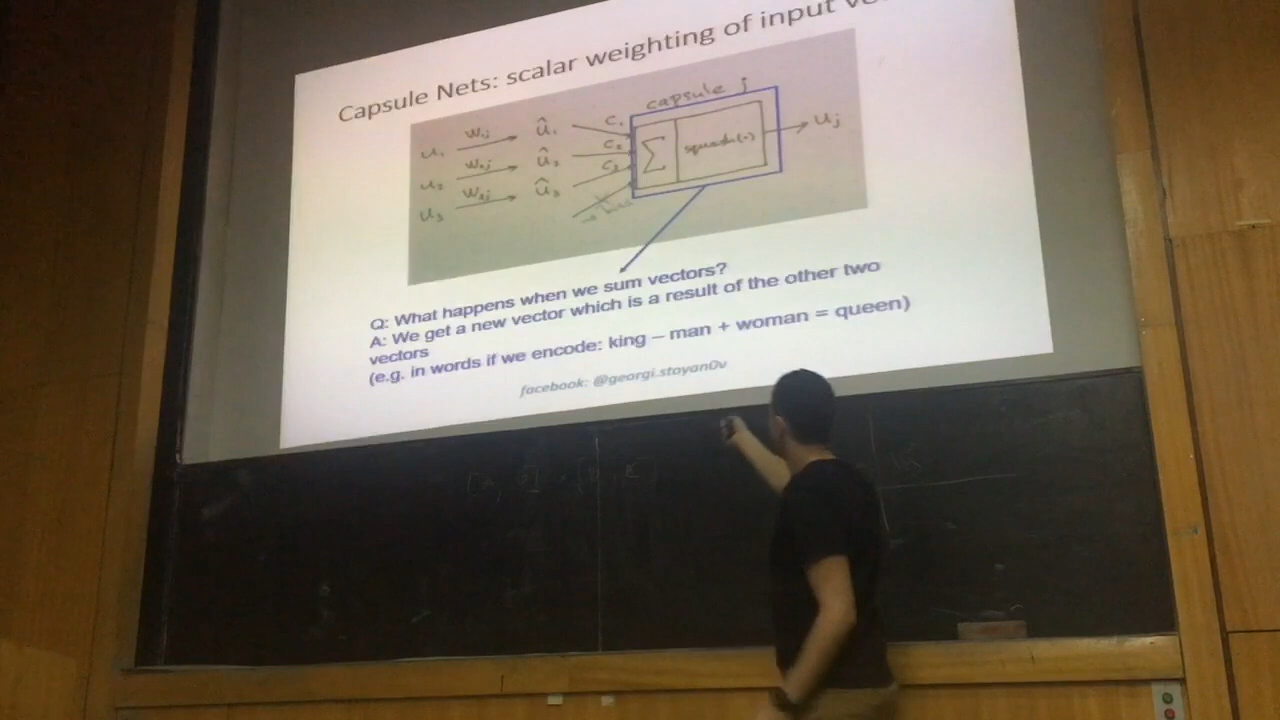 Capsule Nets: scalar weighting of input
capsule j
u₁ W₁j û₁ C₁
u₂ W₂j û₂ C₂
u₃ W₃j û₃ C₃
Σ squash(·) uj
Q: What happens when we sum vectors?
A: We get a new vector which is a result of the other two
vectors
(e.g. in words if we encode: king – man + woman = queen)
facebook: @georgi.stoyan0v